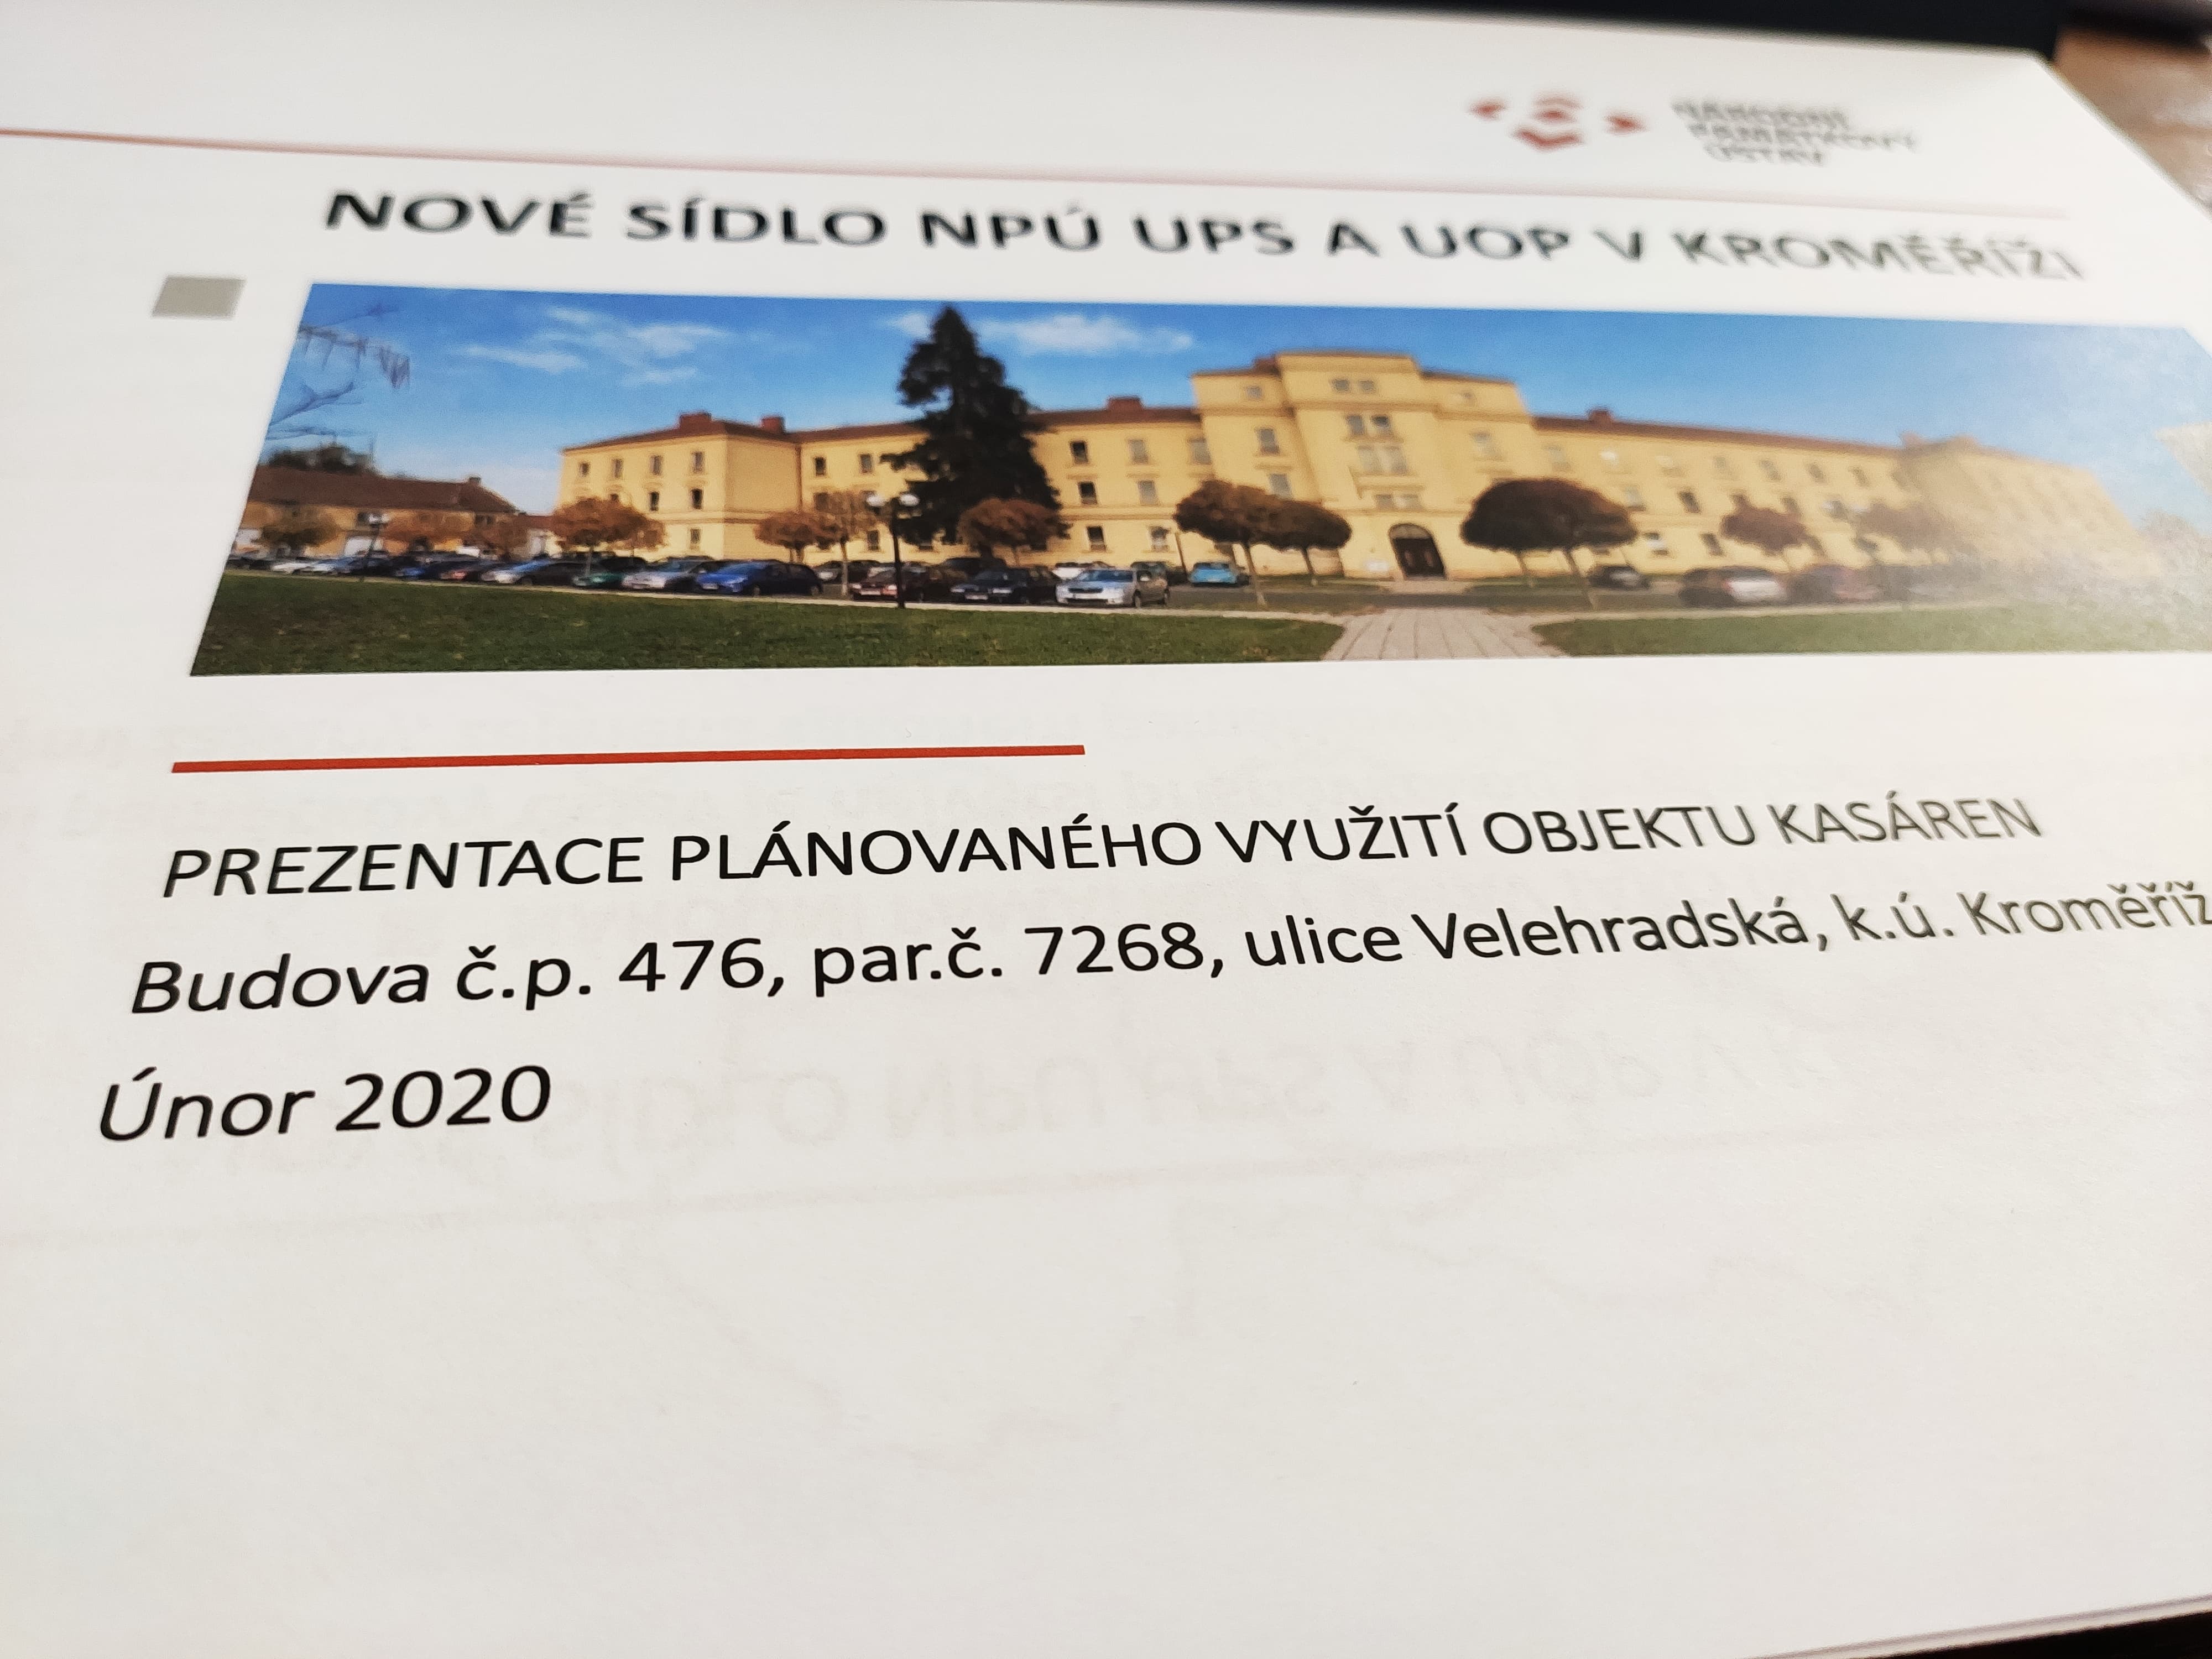 NÁRODNÍ
PAMÁTKOVÝ
ÚSTAV
NOVÉ SÍDLO NPÚ UPS A UOP V KROMĚŘÍŽI
PREZENTACE PLÁNOVANÉHO VYUŽITÍ OBJEKTU KASÁREN
Budova č.p. 476, par.č. 7268, ulice Velehradská, k.ú. Kroměříž
Únor 2020